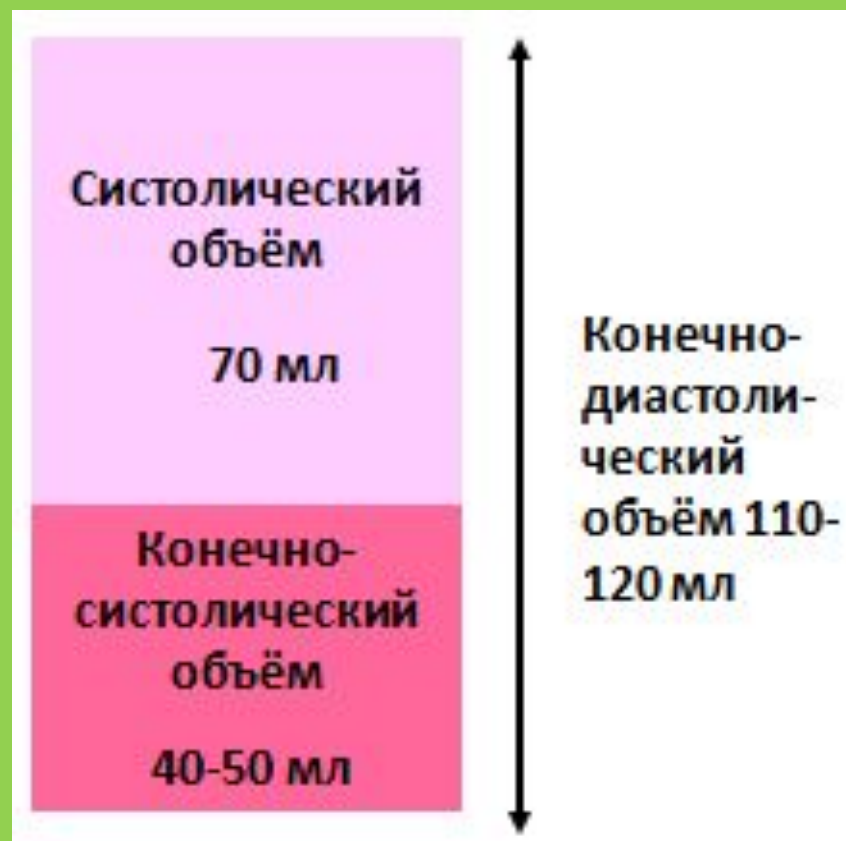 Систолический
объём
70 мл
Конечно-
систолический
объём
40-50 мл
Конечно-
диастоли-
ческий
объём 110-
120 мл